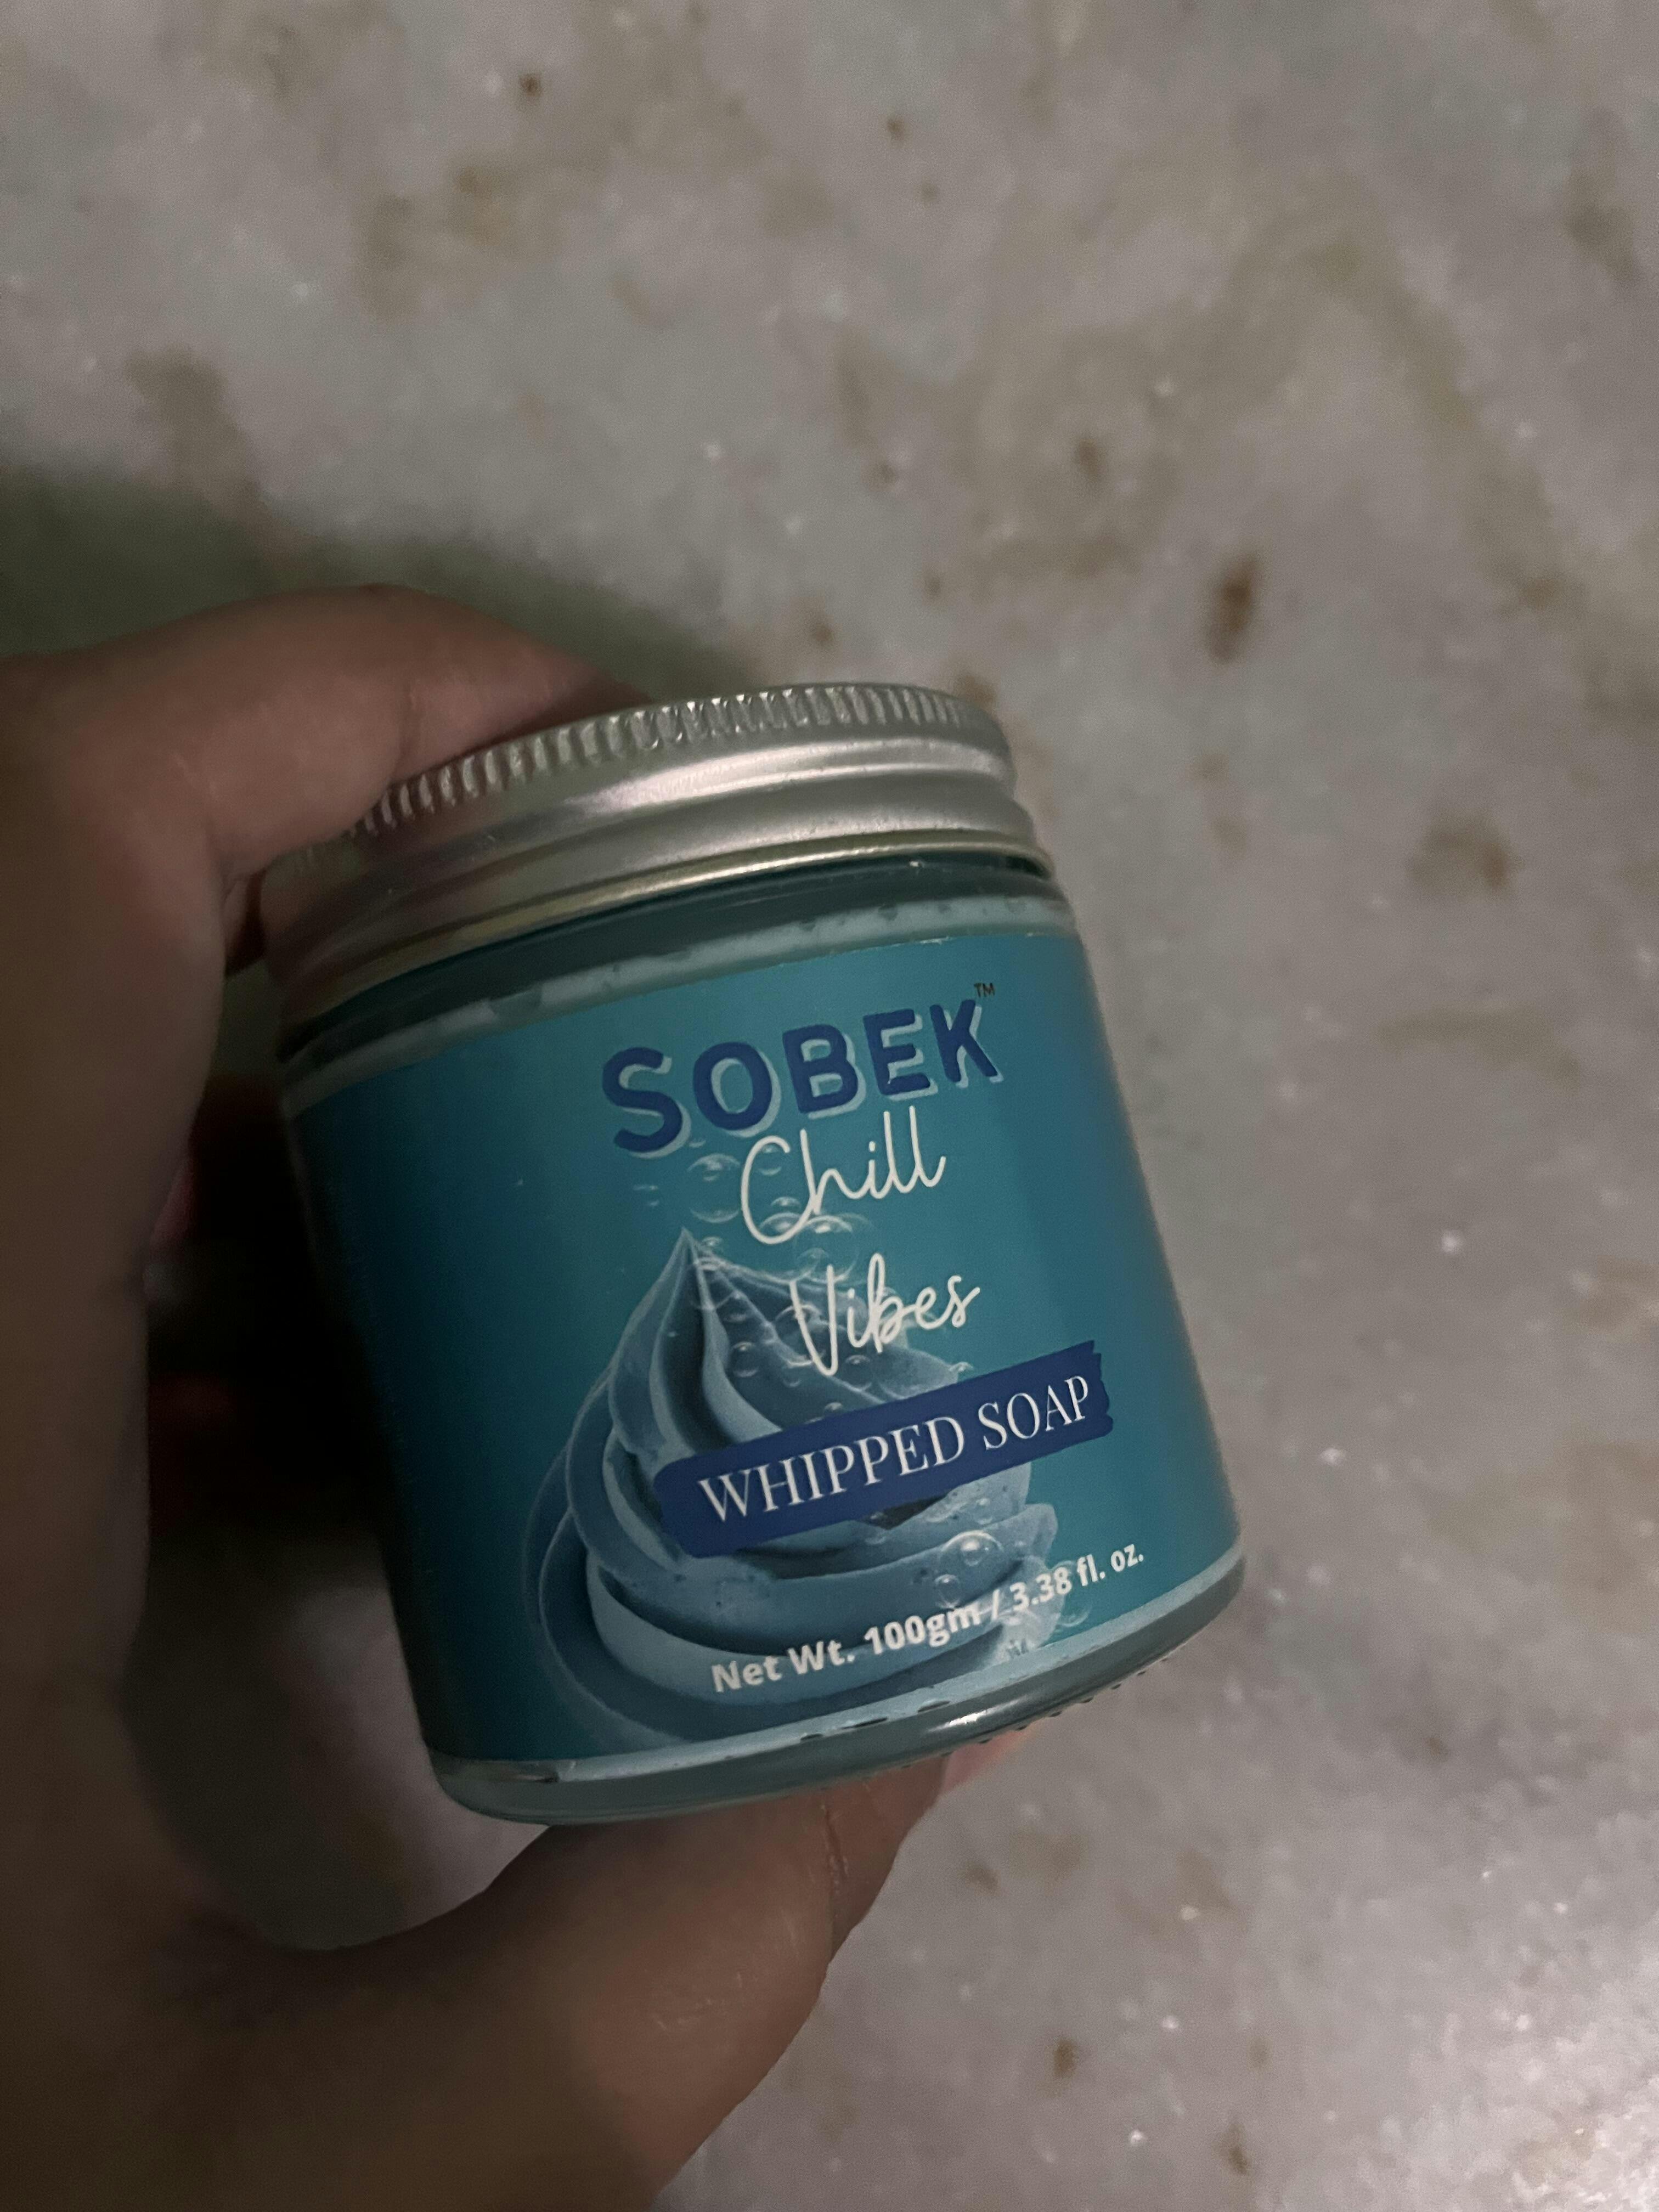 SOBEK™
Chill
Vibes
WHIPPED SOAP
Net Wt. 100gm / 3.38 fl. oz.